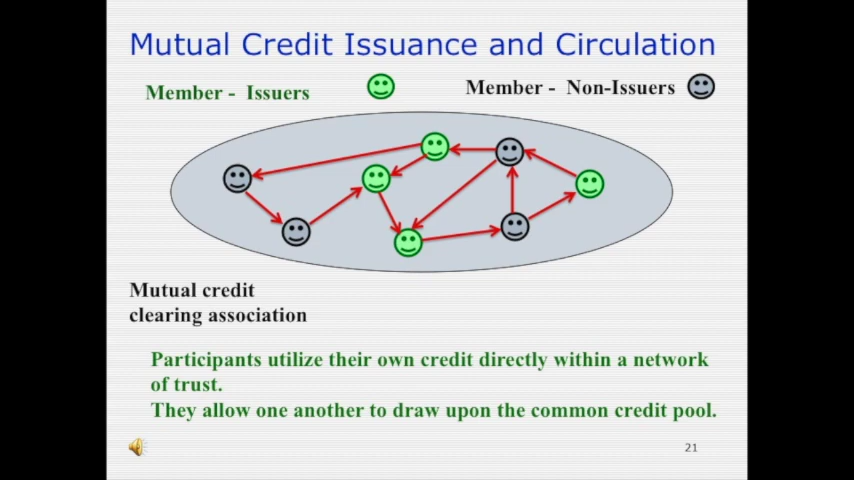 Mutual Credit Issuance and Circulation
Member - Issuers
Member - Non-Issuers
Mutual credit
clearing association
Participants utilize their own credit directly within a network
of trust.
They allow one another to draw upon the common credit pool.
21